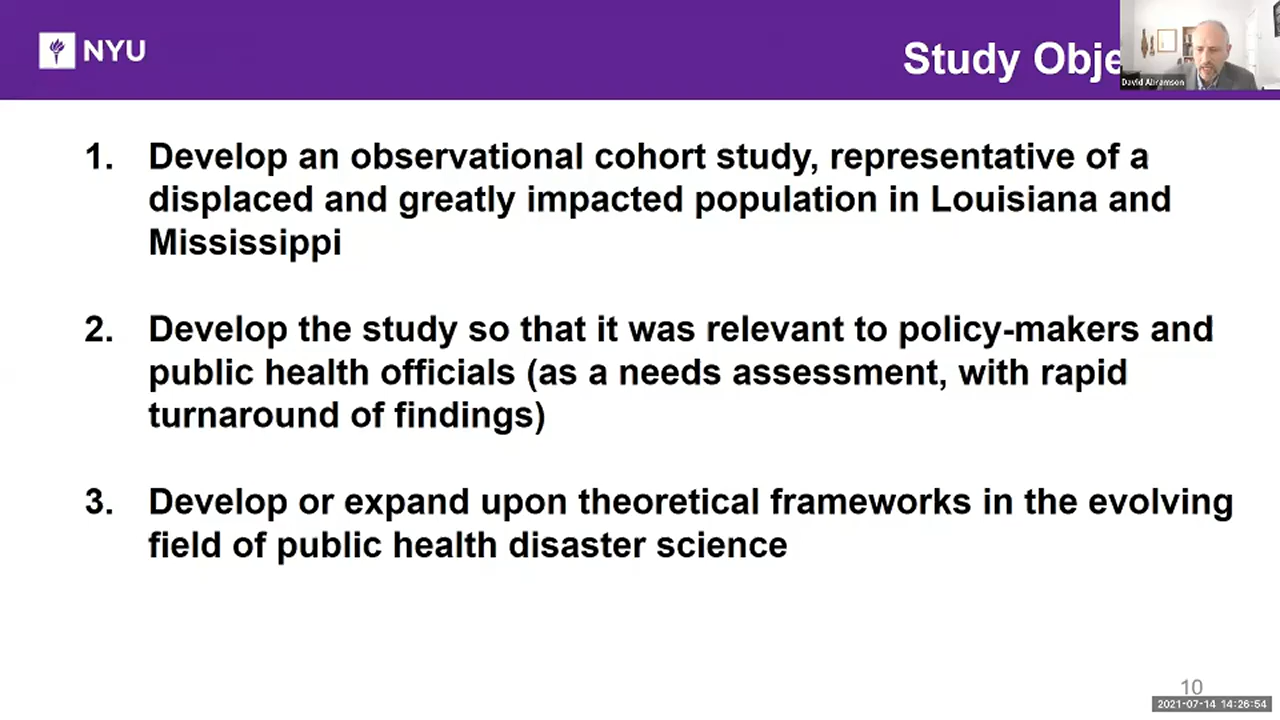 NYU
Study Obje
David Abramson
1. Develop an observational cohort study, representative of a
displaced and greatly impacted population in Louisiana and
Mississippi
2. Develop the study so that it was relevant to policy-makers and
public health officials (as a needs assessment, with rapid
turnaround of findings)
3. Develop or expand upon theoretical frameworks in the evolving
field of public health disaster science
10
2021-07-14 14:26:54